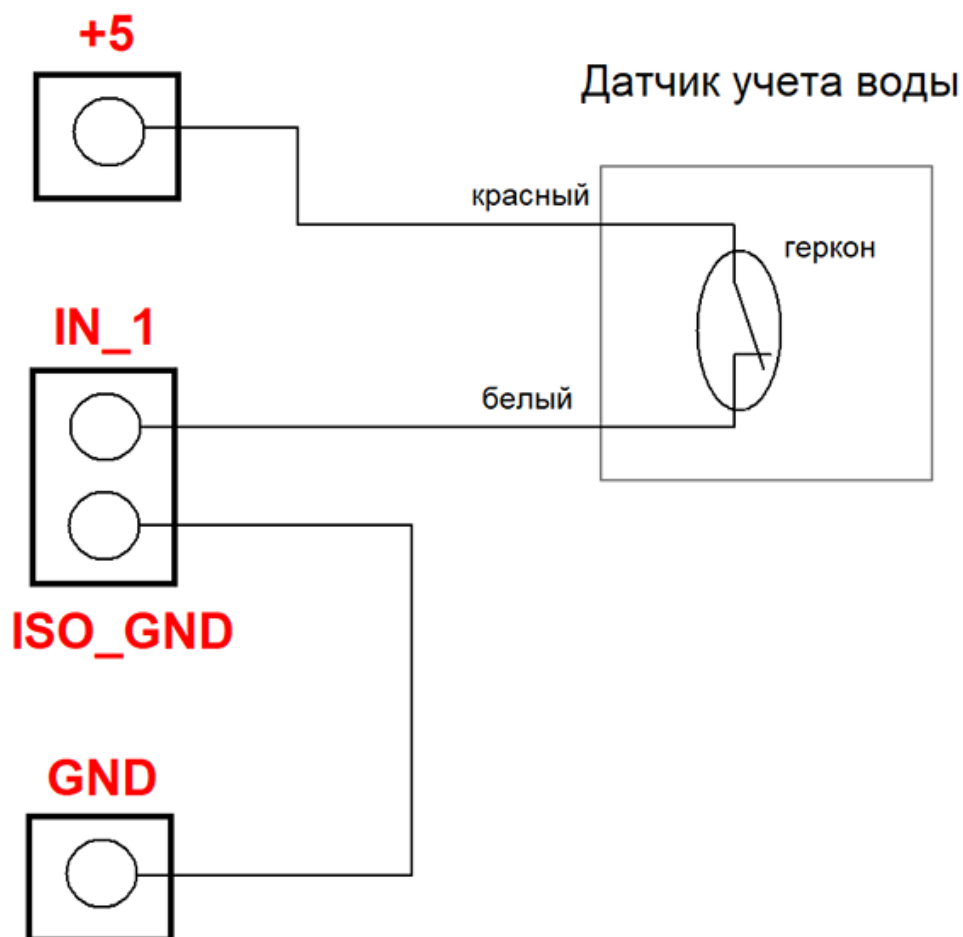 +5
Датчик учета воды
красный
геркон
IN_1
белый
ISO_GND
GND